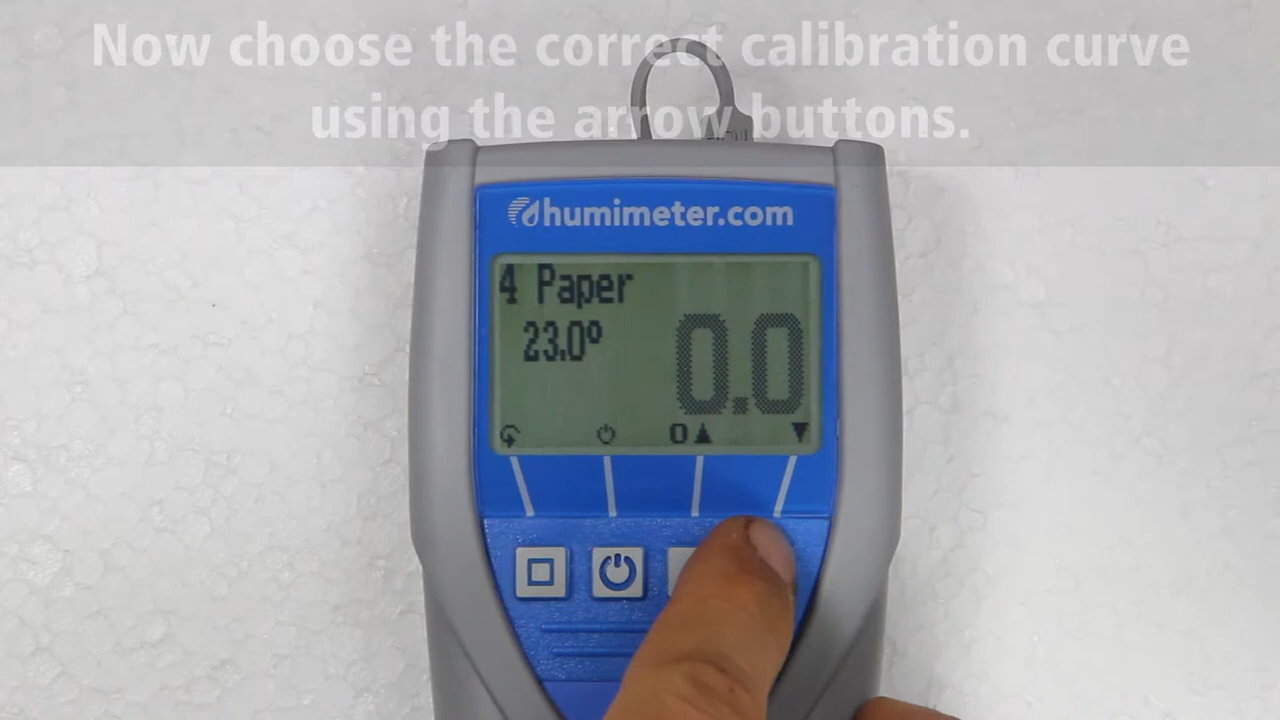 Now choose the correct calibration curve
using the arrow buttons.
humimeter.com
4 Paper
23.0°
0.0
0